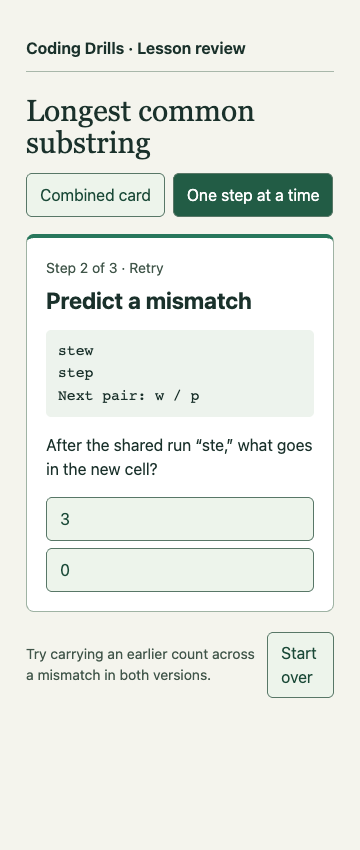 Coding Drills · Lesson review
Longest common
substring
Combined card
One step at a time
Step 2 of 3 · Retry
Predict a mismatch
stew
step
Next pair: w / p
After the shared run “ste,” what goes
in the new cell?
3
0
Try carrying an earlier count across
a mismatch in both versions.
Start
over